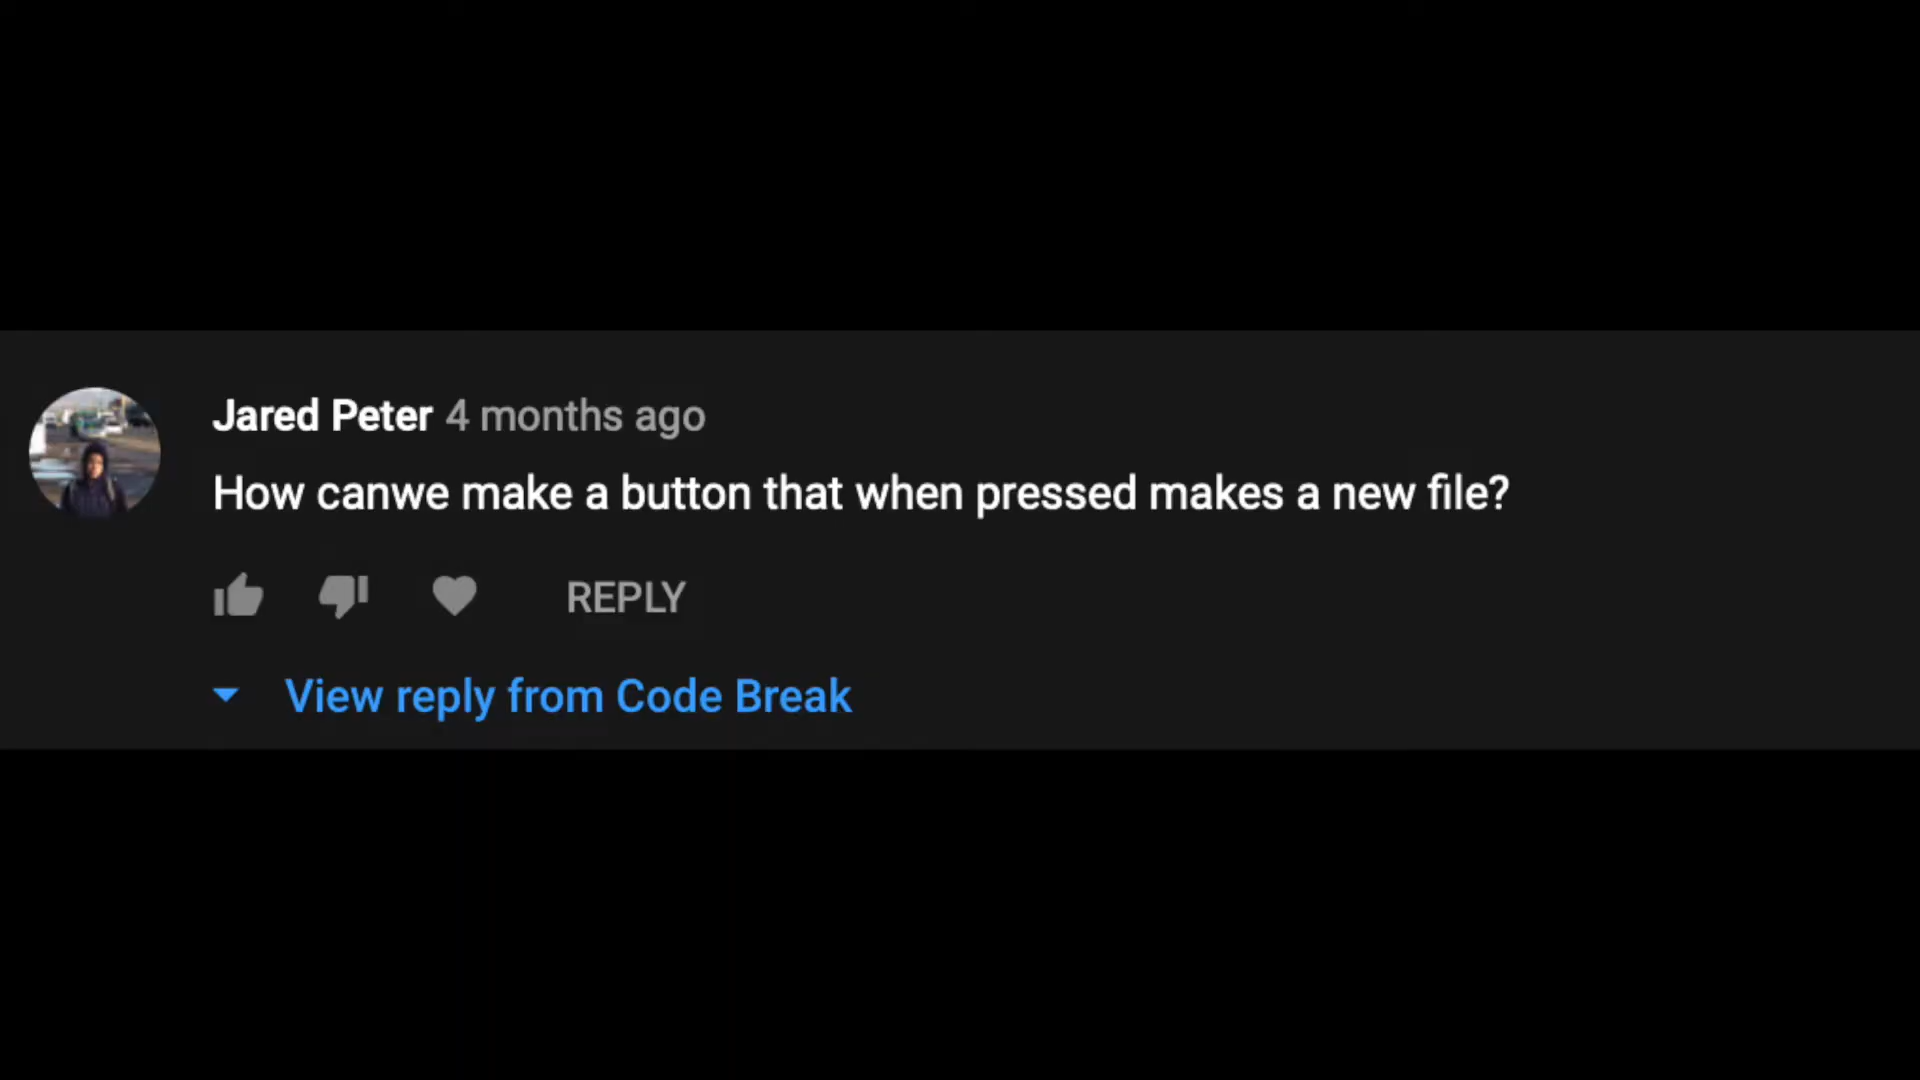 Jared Peter 4 months ago
How canwe make a button that when pressed makes a new file?
REPLY
View reply from Code Break